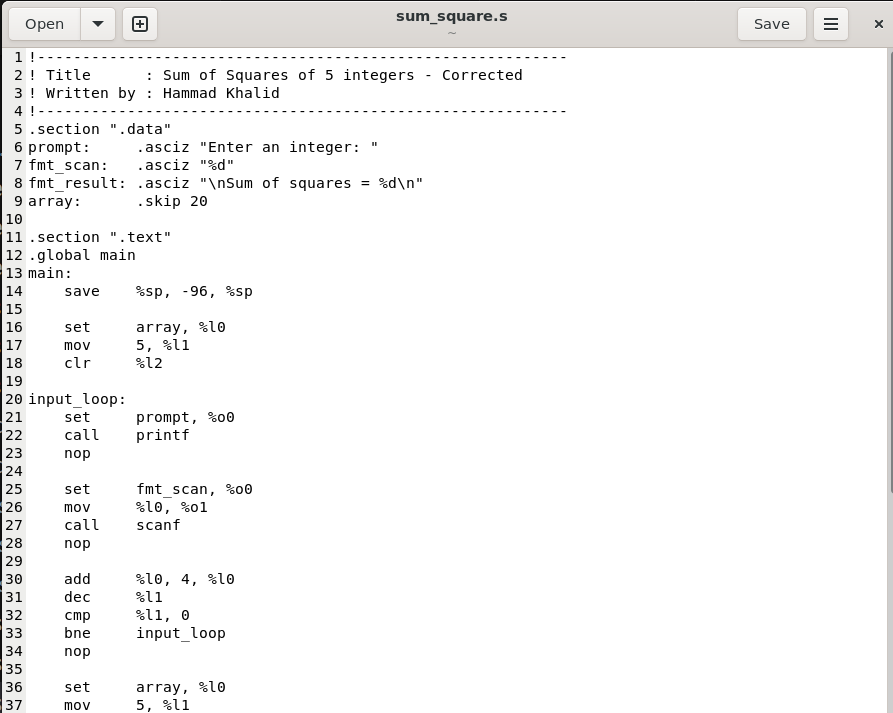 Open
sum_square.s
~
Save
1 !-----------------------------------------------------------
2 ! Title      : Sum of Squares of 5 integers - Corrected
3 ! Written by : Hammad Khalid
4 !-----------------------------------------------------------
5 .section ".data"
6 prompt:     .asciz "Enter an integer: "
7 fmt_scan:   .asciz "%d"
8 fmt_result: .asciz "\nSum of squares = %d\n"
9 array:      .skip 20
10
11 .section ".text"
12 .global main
13 main:
14     save    %sp, -96, %sp
15
16     set     array, %l0
17     mov     5, %l1
18     clr     %l2
19
20 input_loop:
21     set     prompt, %o0
22     call    printf
23     nop
24
25     set     fmt_scan, %o0
26     mov     %l0, %o1
27     call    scanf
28     nop
29
30     add     %l0, 4, %l0
31     dec     %l1
32     cmp     %l1, 0
33     bne     input_loop
34     nop
35
36     set     array, %l0
37     mov     5, %l1